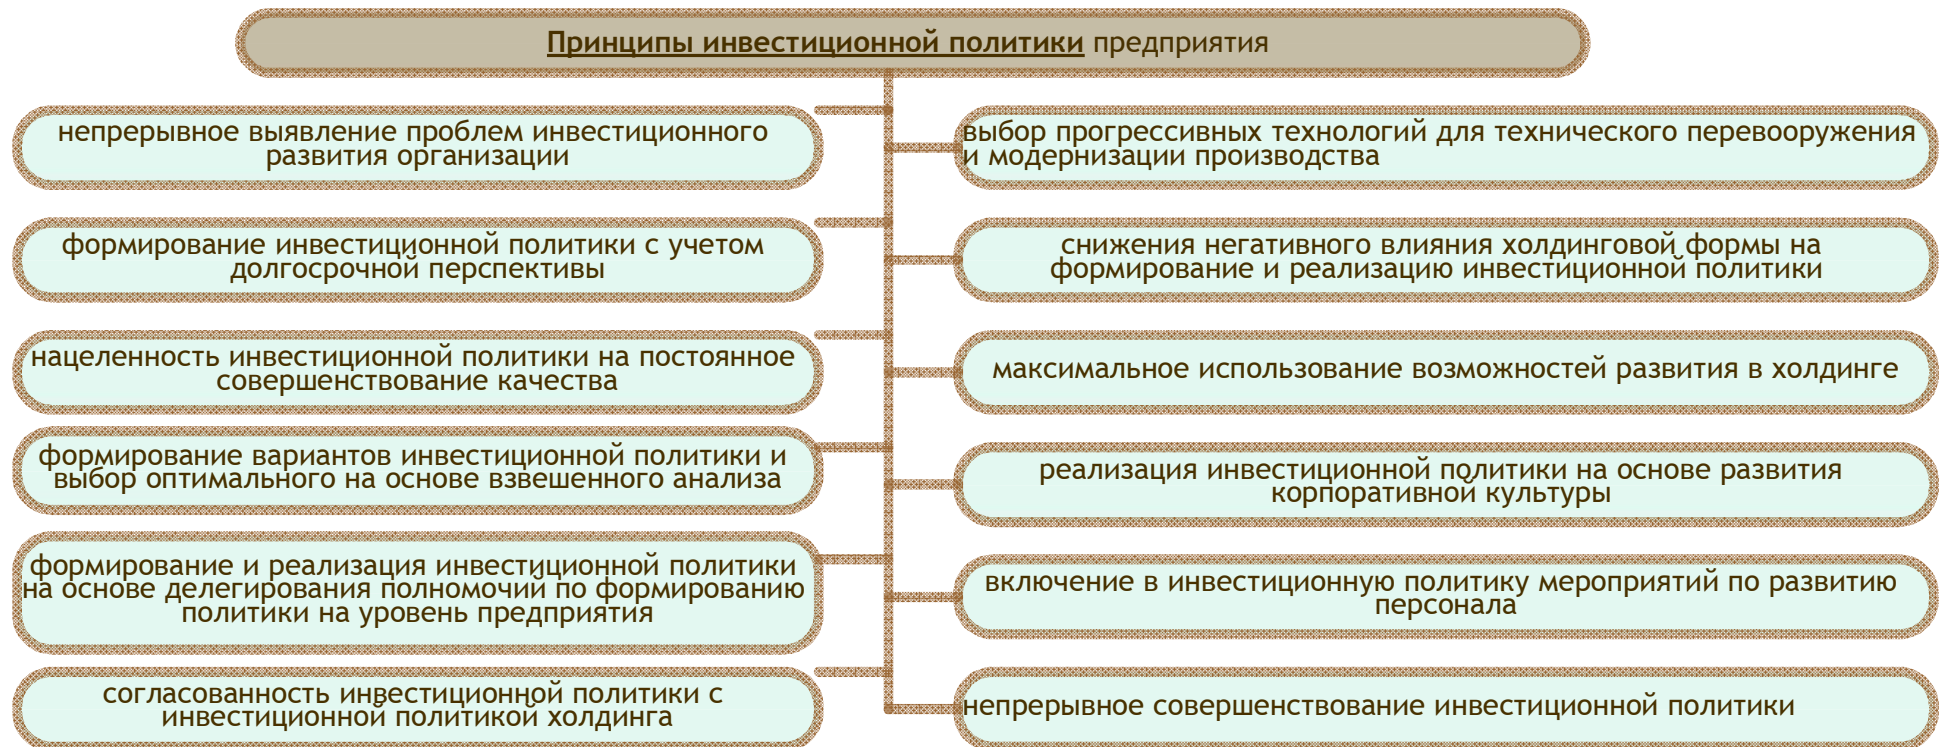 Принципы инвестиционной политики предприятия
непрерывное выявление проблем инвестиционного
развития организации
формирование инвестиционной политики с учетом
долгосрочной перспективы
нацеленность инвестиционной политики на постоянное
совершенствование качества
формирование вариантов инвестиционной политики и
выбор оптимального на основе взвешенного анализа
формирование и реализация инвестиционной политики
на основе делегирования полномочий по формированию
политики на уровень предприятия
согласованность инвестиционной политики с
инвестиционной политикой холдинга
выбор прогрессивных технологий для технического перевооружения
и модернизации производства
снижения негативного влияния холдинговой формы на
формирование и реализацию инвестиционной политики
максимальное использование возможностей развития в холдинге
реализация инвестиционной политики на основе развития
корпоративной культуры
включение в инвестиционную политику мероприятий по развитию
персонала
непрерывное совершенствование инвестиционной политики